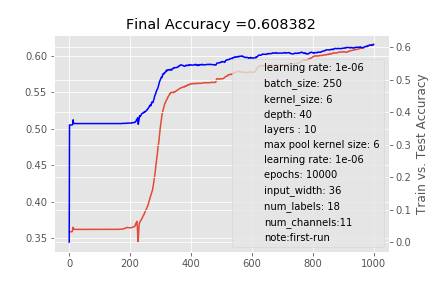 Final Accuracy =0.608382
0.60
0.55
0.50
0.45
0.40
0.35
0.6
0.5
0.4
0.3
0.2
0.1
0.0
Train vs. Test Accuracy
learning rate: 1e-06
batch_size: 250
kernel_size: 6
depth: 40
layers : 10
max pool kernel size: 6
learning rate: 1e-06
epochs: 10000
input_width: 36
num_labels: 18
num_channels:11
note:first-run
0 200 400 600 800 1000